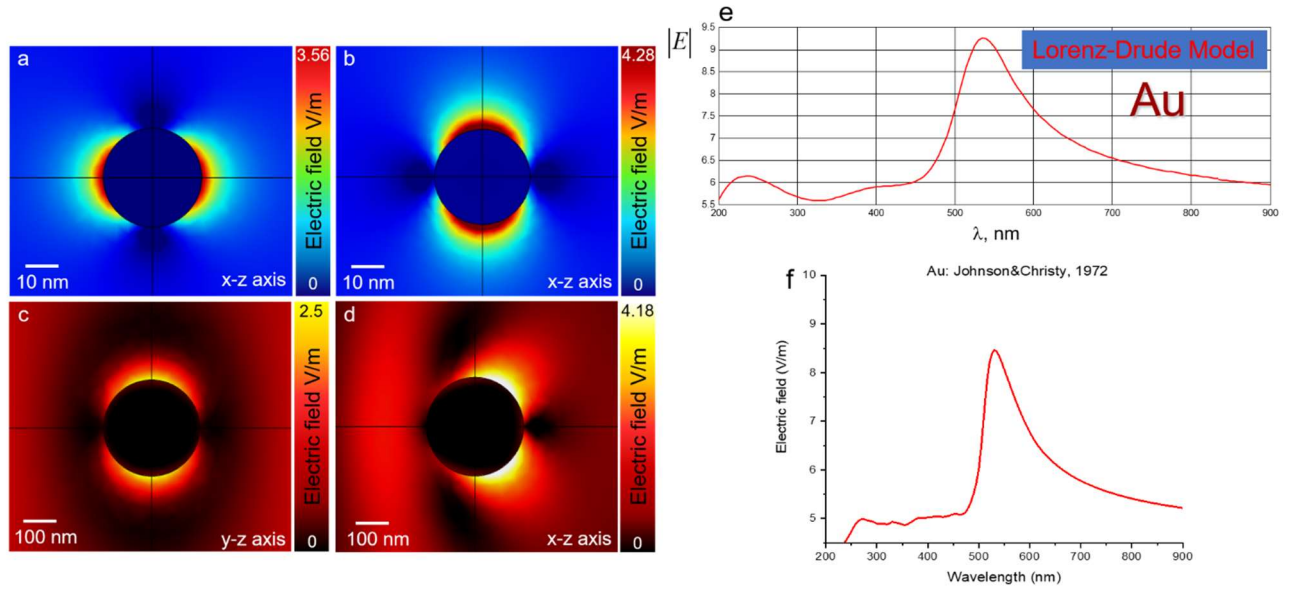 a
3.56
Electric field V/m
0
10 nm
x-z axis
b
4.28
Electric field V/m
0
10 nm
x-z axis
c
2.5
Electric field V/m
0
100 nm
y-z axis
d
4.18
Electric field V/m
0
100 nm
x-z axis
e
|E|
9.5
9
8.5
8
7.5
7
6.5
6
5.5
200 300 400 500 600 700 800 900
λ, nm
Lorenz-Drude Model
Au
f
Au: Johnson&Christy, 1972
Electric field (V/m)
10
9
8
7
6
5
200 300 400 500 600 700 800 900
Wavelength (nm)